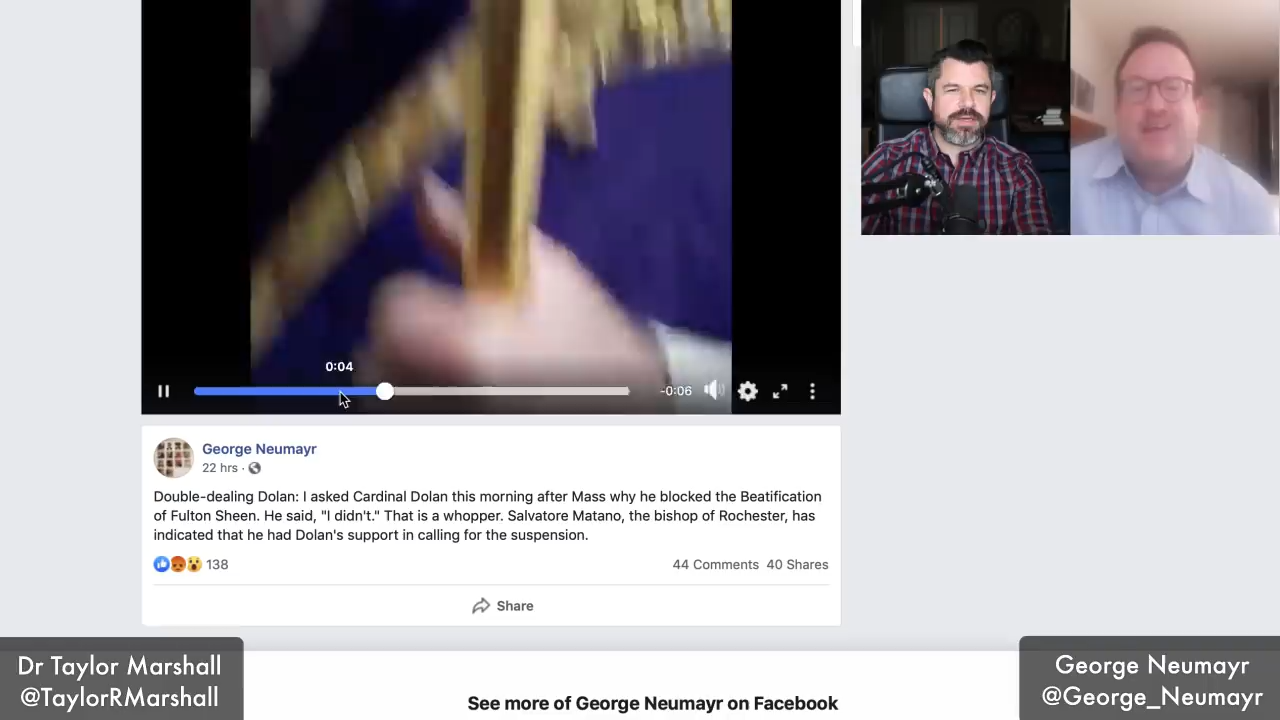 0:04
-0:06
George Neumayr
22 hrs ·
Double-dealing Dolan: I asked Cardinal Dolan this morning after Mass why he blocked the Beatification
of Fulton Sheen. He said, "I didn't." That is a whopper. Salvatore Matano, the bishop of Rochester, has
indicated that he had Dolan's support in calling for the suspension.
138
44 Comments 40 Shares
Share
Dr Taylor Marshall
@TaylorRMarshall
George Neumayr
@George_Neumayr
See more of George Neumayr on Facebook